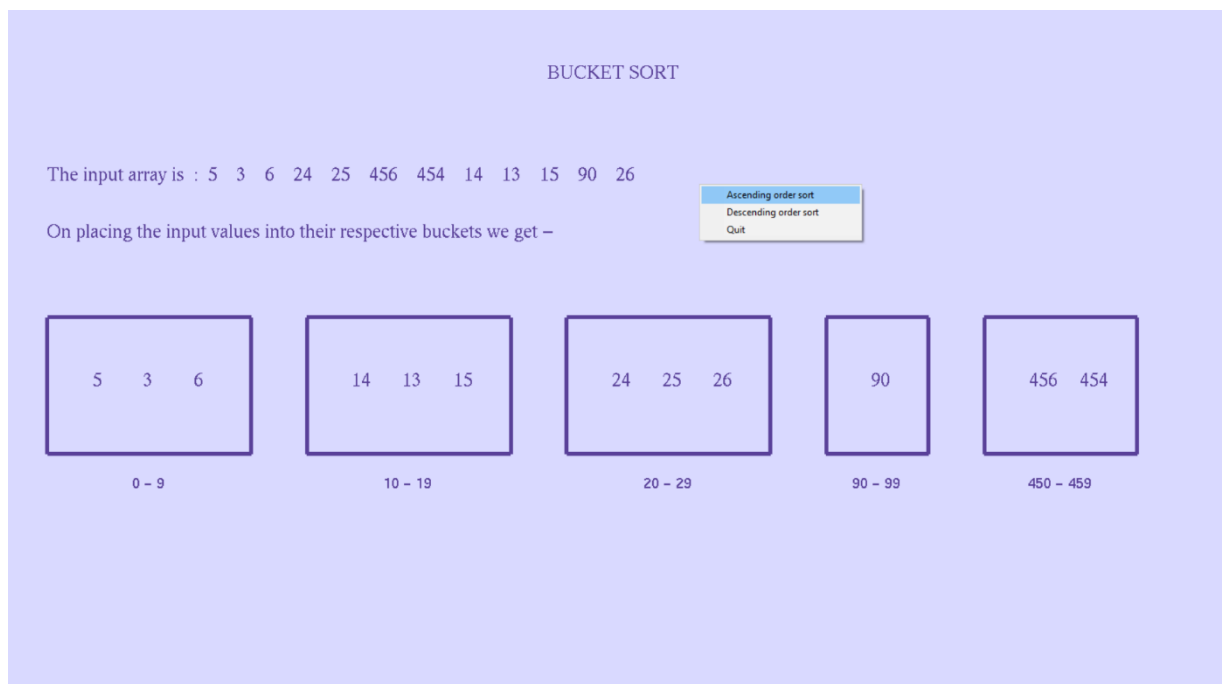 BUCKET SORT
The input array is : 5 3 6 24 25 456 454 14 13 15 90 26
Ascending order sort
Descending order sort
Quit
On placing the input values into their respective buckets we get –
5 3 6 14 13 15 24 25 26 90 456 454
0 – 9 10 – 19 20 – 29 90 – 99 450 – 459